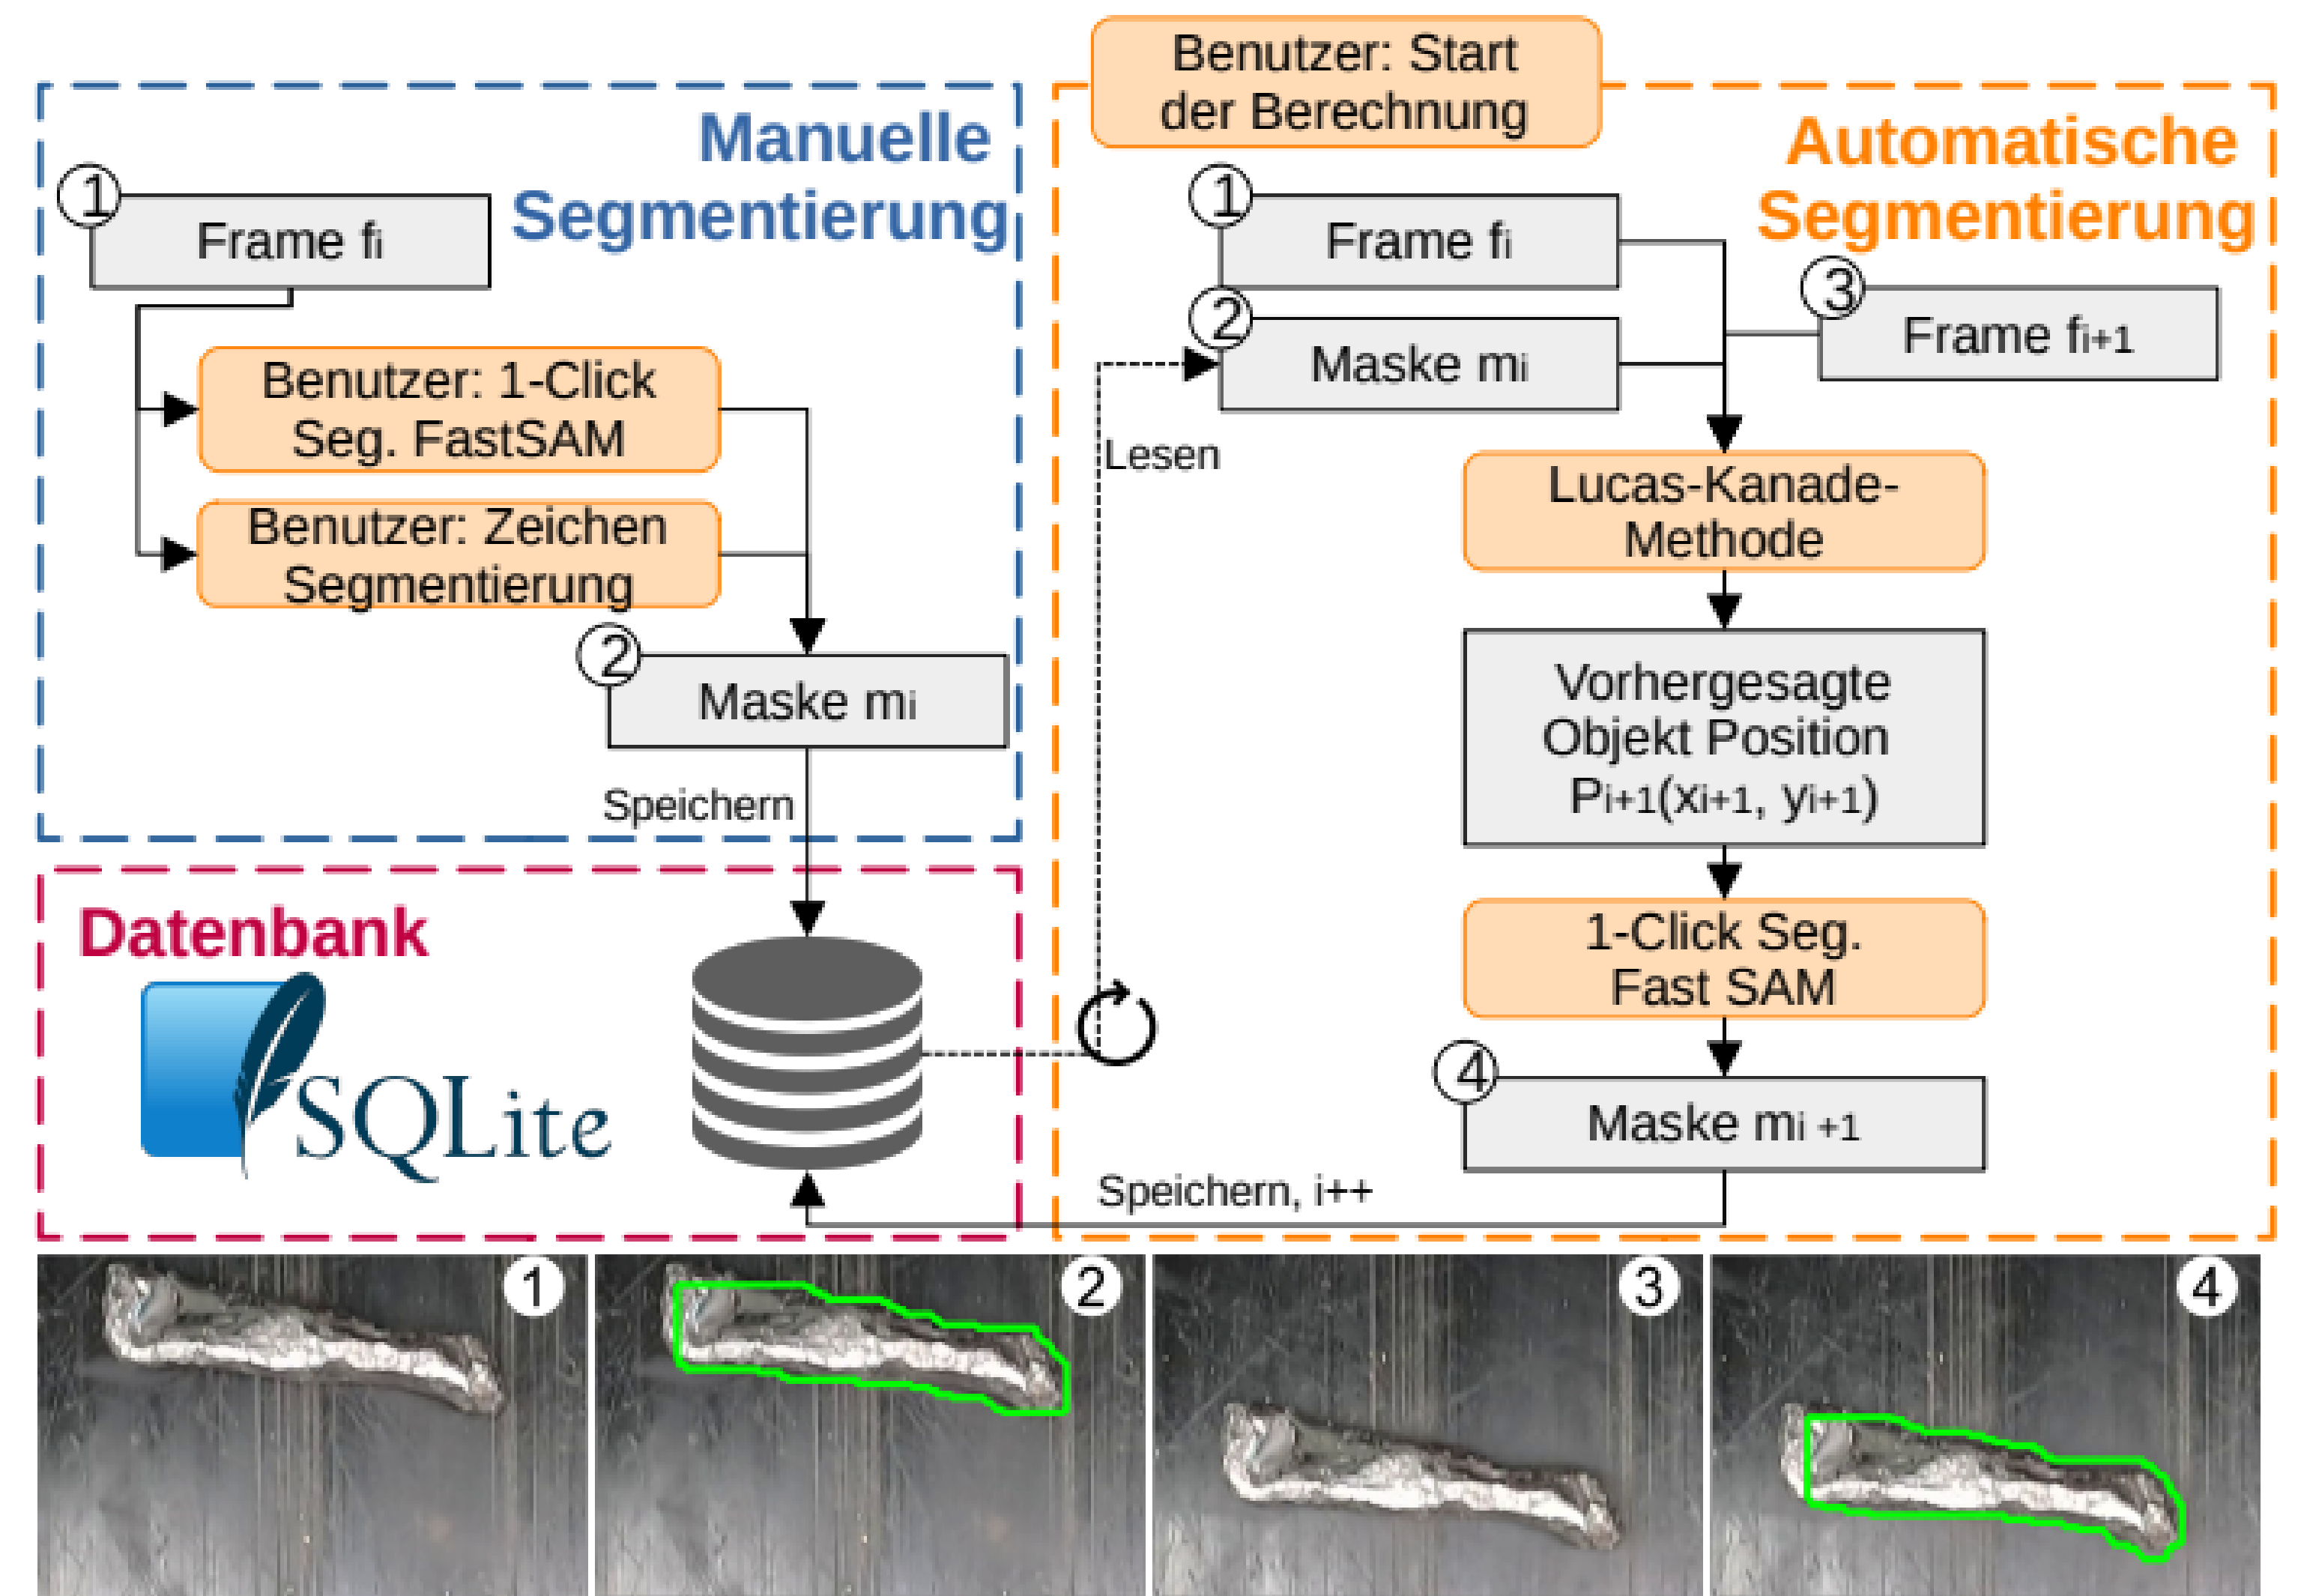 Benutzer: Start
der Berechnung
Manuelle
Segmentierung
1
Frame fi
Benutzer: 1-Click
Seg. FastSAM
Benutzer: Zeichen
Segmentierung
2
Maske mi
Speichern
Datenbank
SQLite
Automatische
Segmentierung
1
Frame fi
2
Maske mi
3
Frame fi+1
Lesen
Lucas-Kanade-
Methode
Vorhergesagte
Objekt Position
Pi+1(xi+1, yi+1)
1-Click Seg.
Fast SAM
4
Maske mi +1
Speichern, i++
1
2
3
4